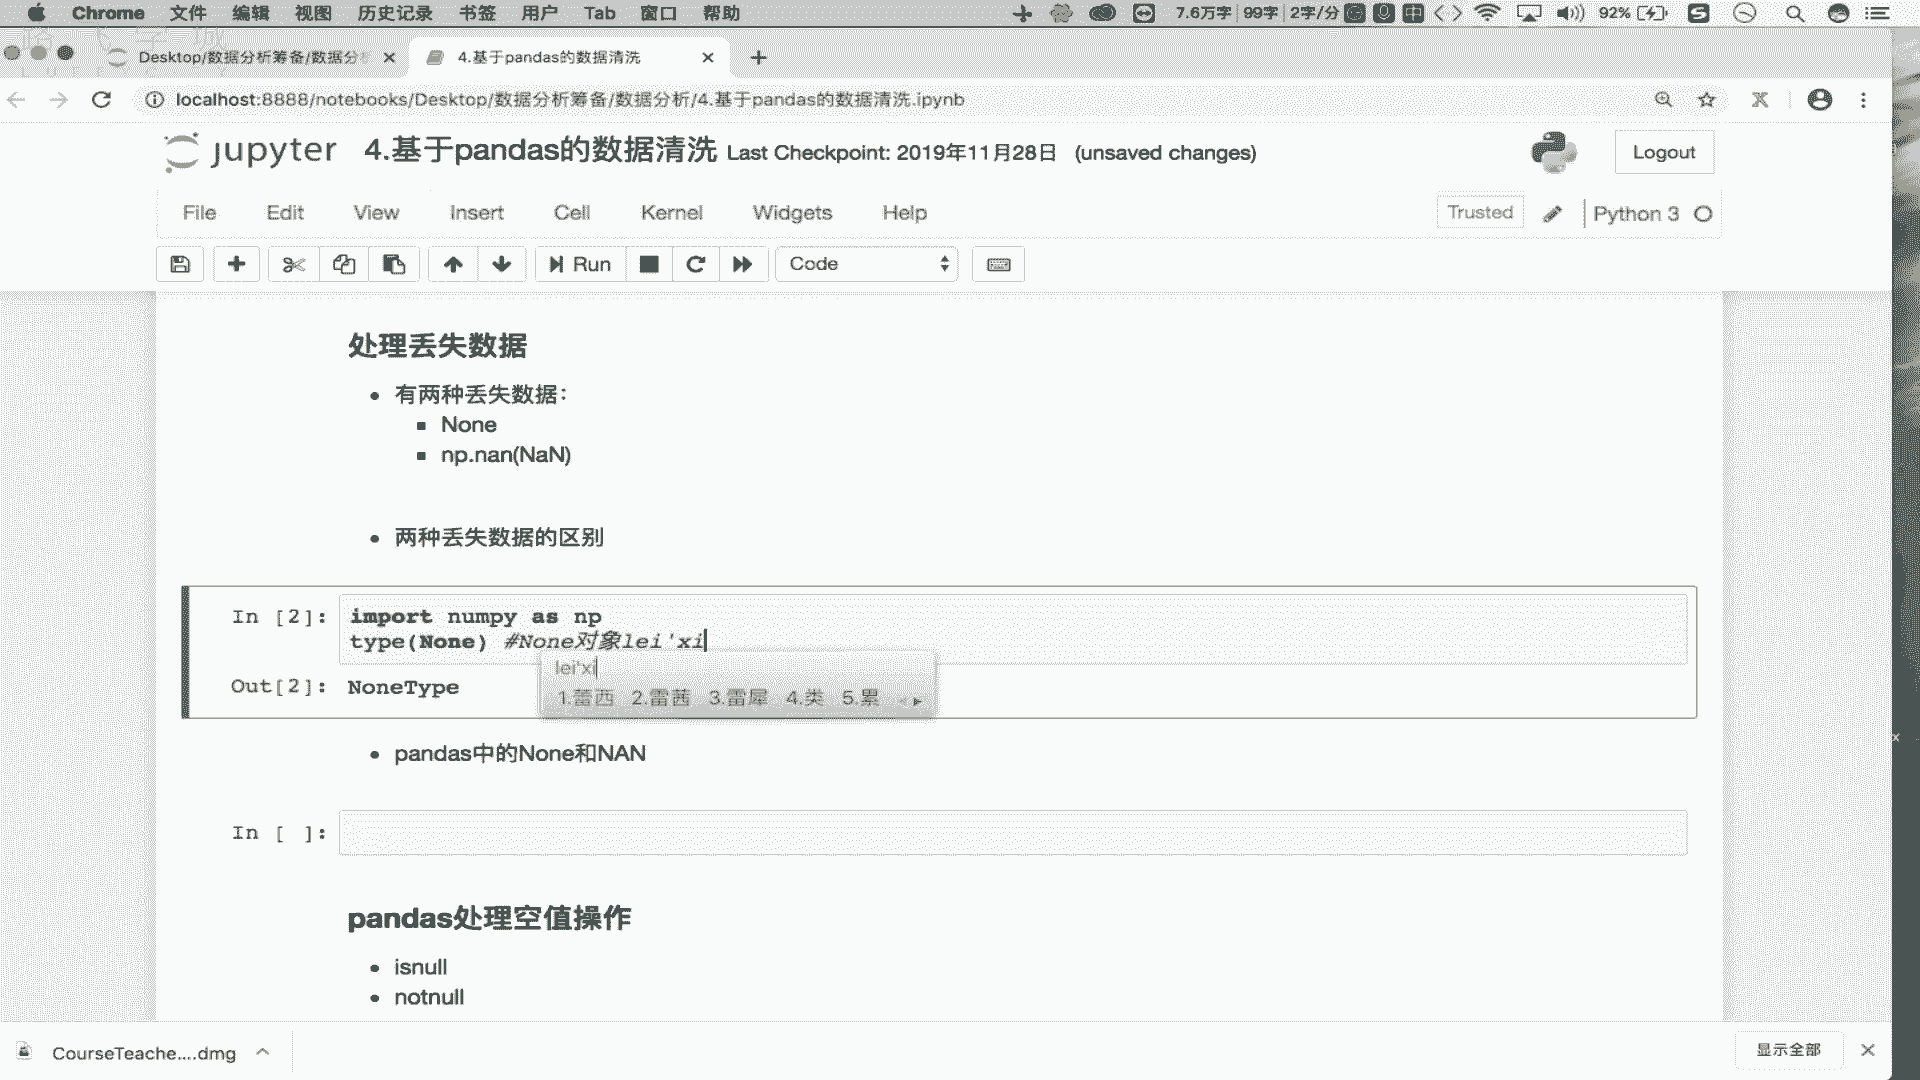 Chrome 文件 编辑 视图 历史记录 书签 用户 Tab 窗口 帮助 7.6万字 99字 2字/分 中 92%
Desktop/数据分析筹备/数据分 4.基于pandas的数据清洗
localhost:8888/notebooks/Desktop/数据分析筹备/数据分析/4.基于pandas的数据清洗.ipynb
jupyter 4.基于pandas的数据清洗 Last Checkpoint: 2019年11月28日 (unsaved changes) Logout
File Edit View Insert Cell Kernel Widgets Help Trusted Python 3
Run Code
处理丢失数据
有两种丢失数据:
None
np.nan(NaN)
两种丢失数据的区别
In [2]: import numpy as np
type(None) #None对象lei'xi
lei'xi
1.蕾西 2.雷茜 3.雷犀 4.类 5.累
Out[2]: NoneType
pandas中的None和NAN
In [ ]:
pandas处理空值操作
isnull
notnull
CourseTeache....dmg 显示全部